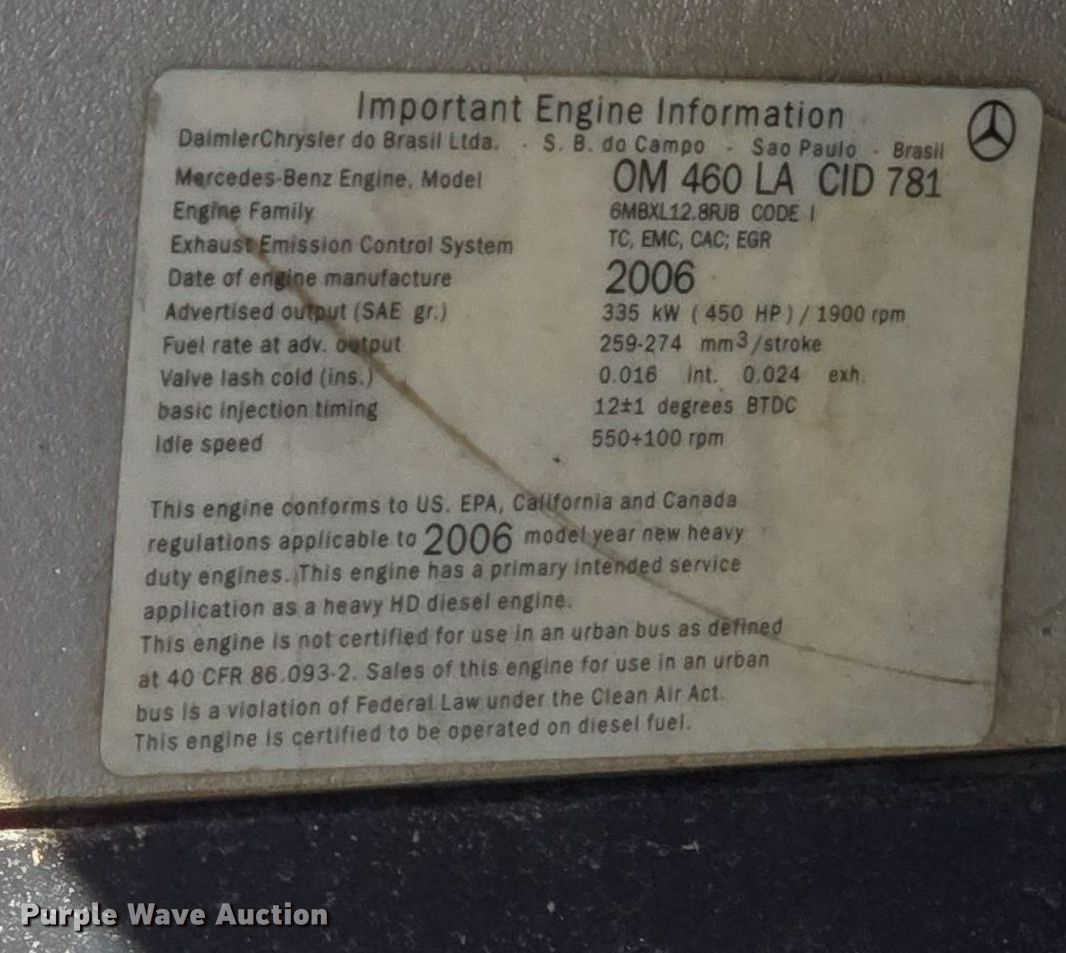 Important Engine Information
DaimlerChrysler do Brasil Ltda. - S. B. do Campo - Sao Paulo - Brasil
Mercedes-Benz Engine, Model OM 460 LA CID 781
Engine Family 6MBXL12.8RJB CODE I
Exhaust Emission Control System TC, EMC, CAC; EGR
Date of engine manufacture 2006
Advertised output (SAE gr.) 335 kW (450 HP) / 1900 rpm
Fuel rate at adv. output 259-274 mm3/stroke
Valve lash cold (ins.) 0.016 int. 0.024 exh.
basic injection timing 12±1 degrees BTDC
Idle speed 550+100 rpm
This engine conforms to US. EPA, California and Canada
regulations applicable to 2006 model year new heavy
duty engines. This engine has a primary intended service
application as a heavy HD diesel engine.
This engine is not certified for use in an urban bus as defined
at 40 CFR 86.093-2. Sales of this engine for use in an urban
bus is a violation of Federal Law under the Clean Air Act.
This engine is certified to be operated on diesel fuel.
Purple Wave Auction